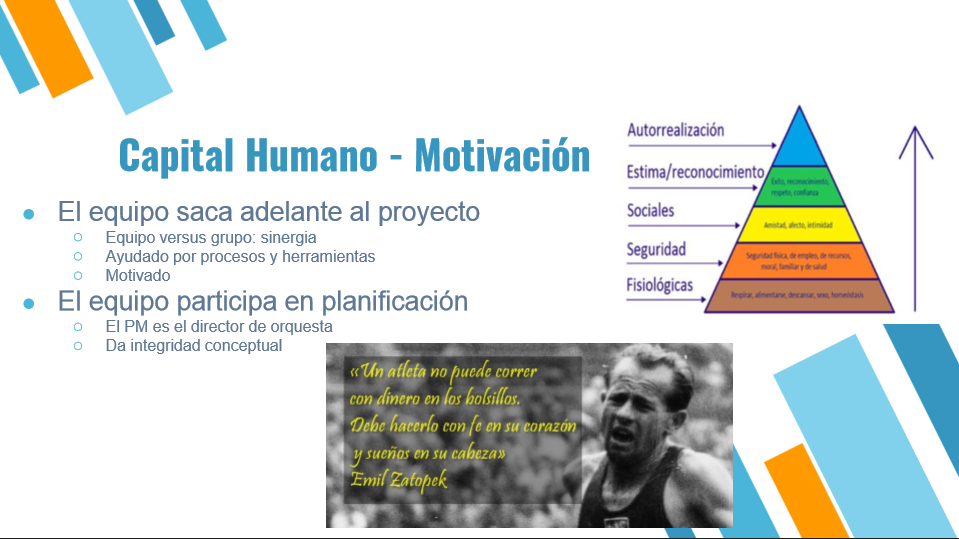 Capital Humano - Motivación
El equipo saca adelante al proyecto
Equipo versus grupo: sinergia
Ayudado por procesos y herramientas
Motivado
El equipo participa en planificación
El PM es el director de orquesta
Da integridad conceptual
Autorrealización
Estima/reconocimiento
Éxito, reconocimiento,
respeto, confianza
Sociales
Amistad, afecto, intimidad
Seguridad
Seguridad física, de empleo, de recursos,
moral, familiar y de salud
Fisiológicas
Respirar, alimentarse, descansar, sexo, homeostasis
«Un atleta no puede correr
con dinero en los bolsillos.
Debe hacerlo con fe en su corazón
y sueños en su cabeza»
Emil Zatopek